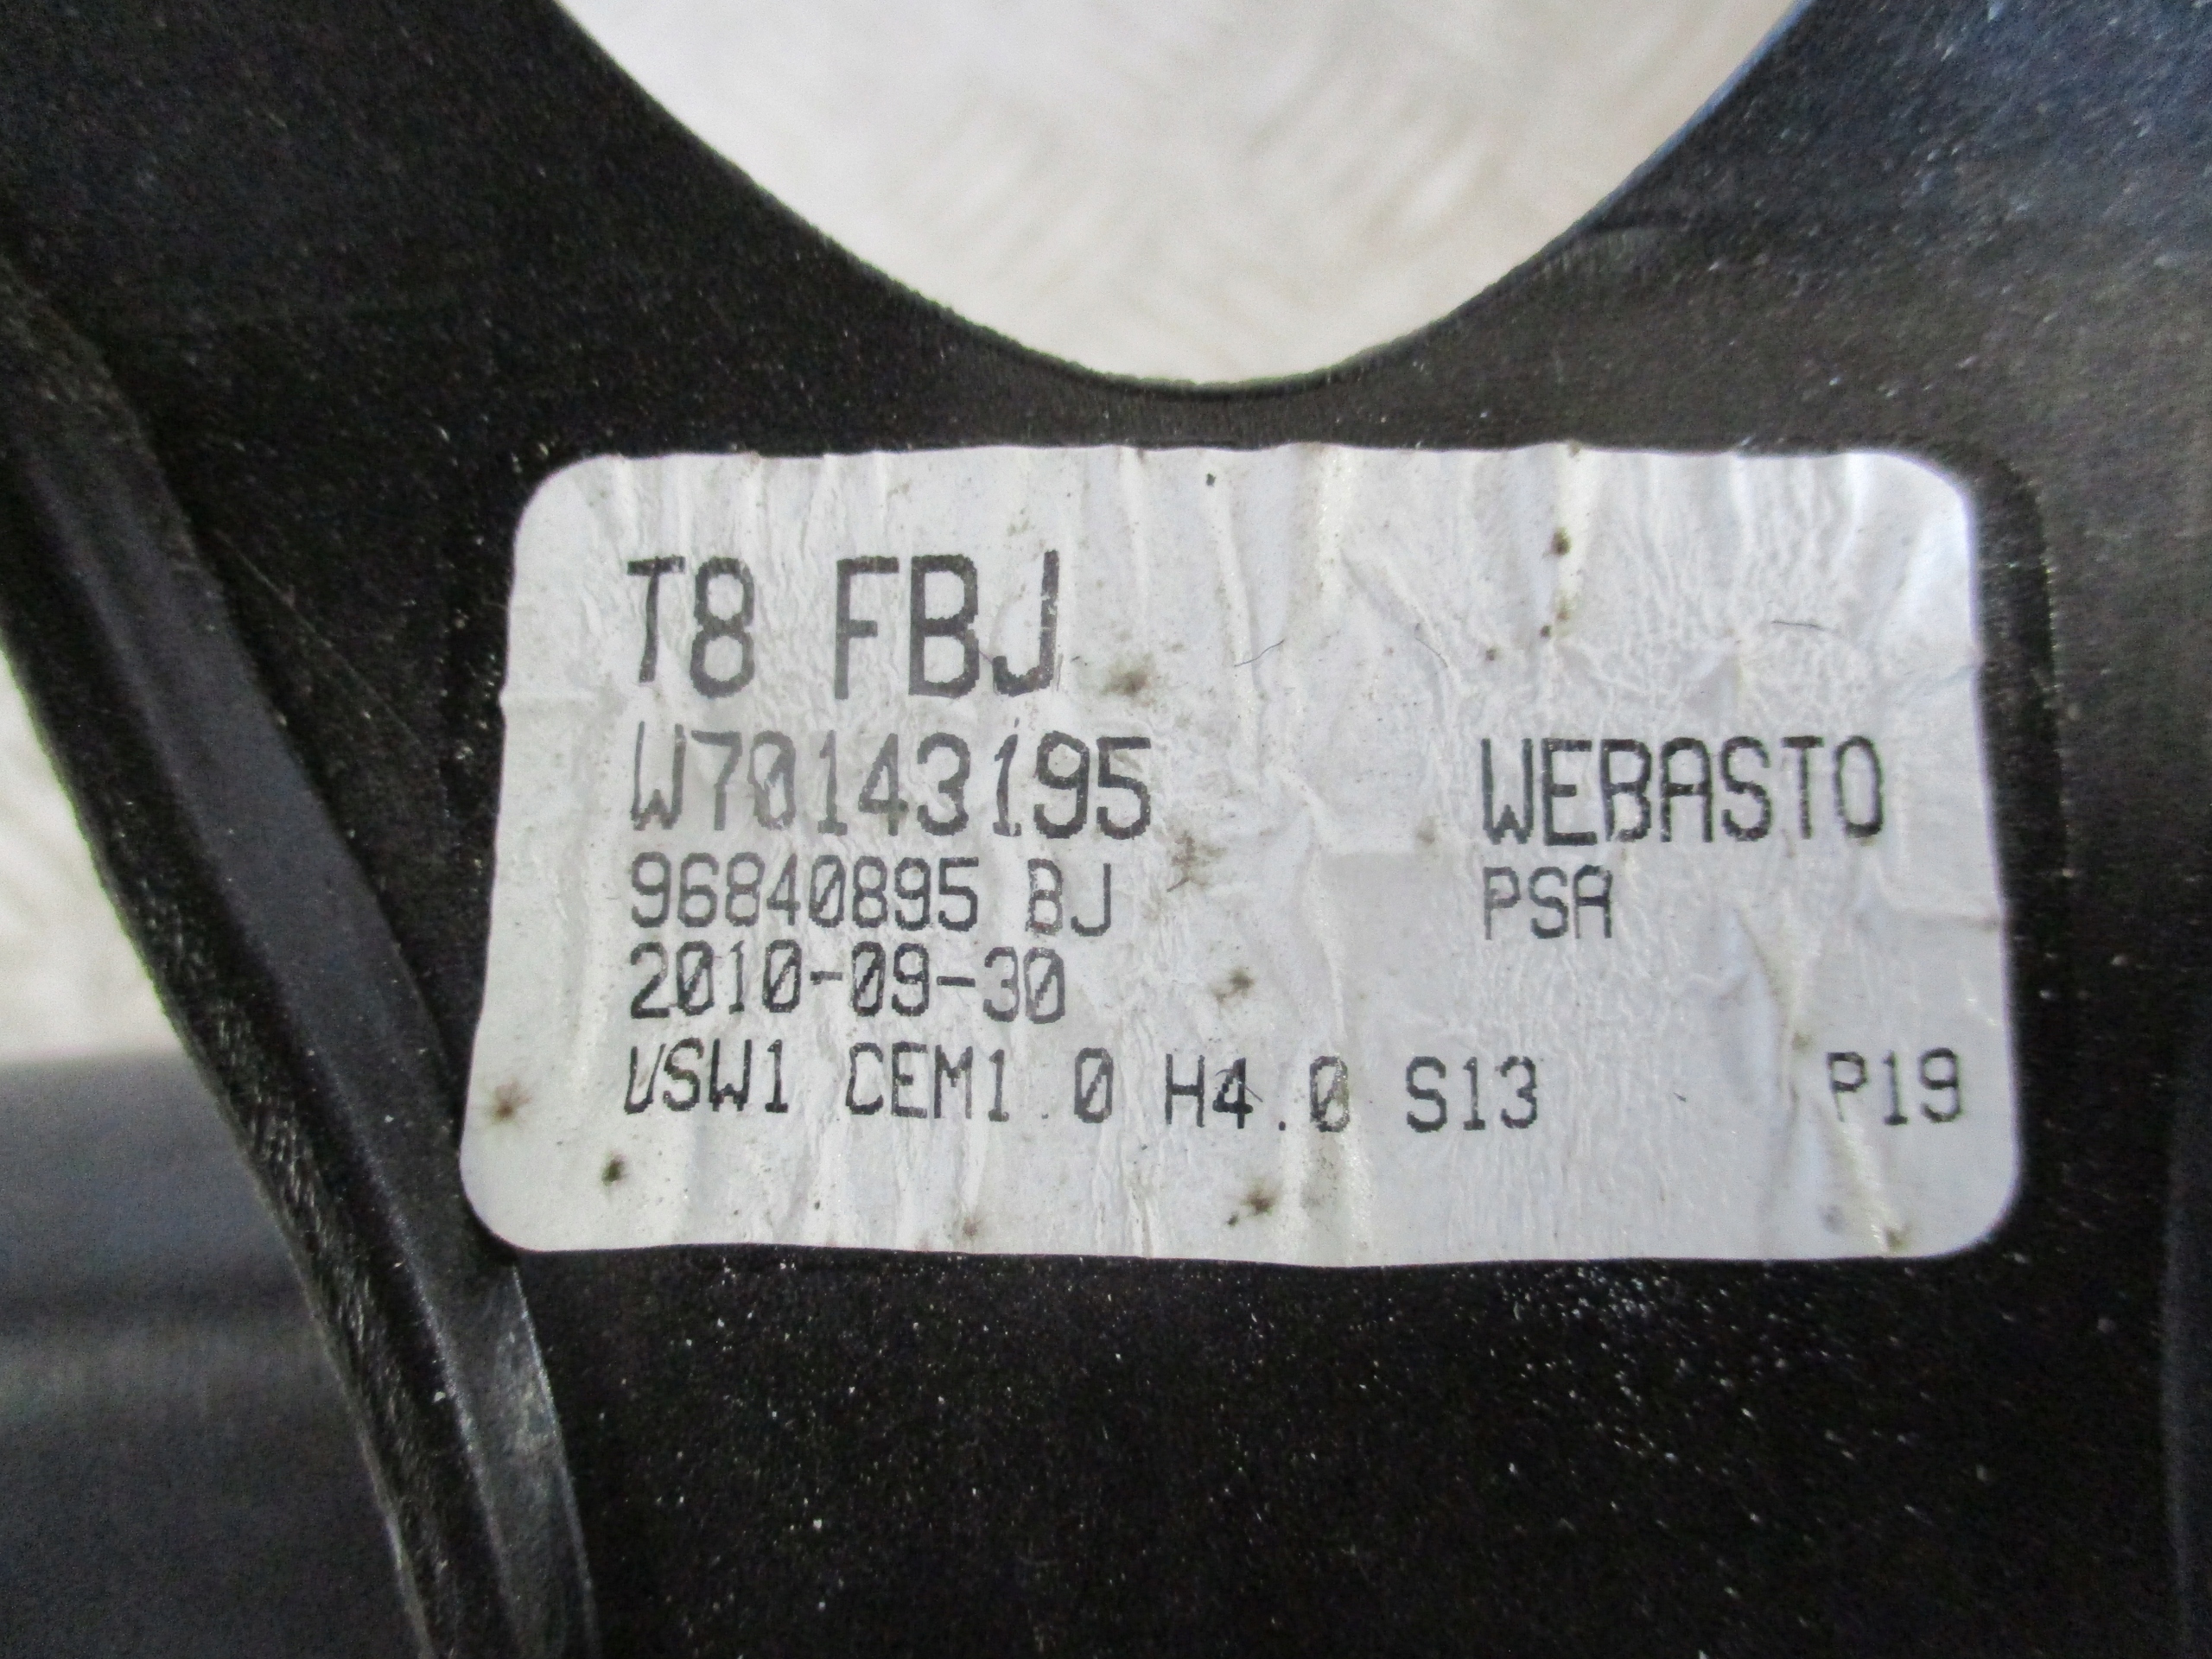 T8 FBJ
W70143195 WEBASTO
96840895 BJ PSA
2010-09-30
VSW1 CEM1.0 H4.0 S13 P19